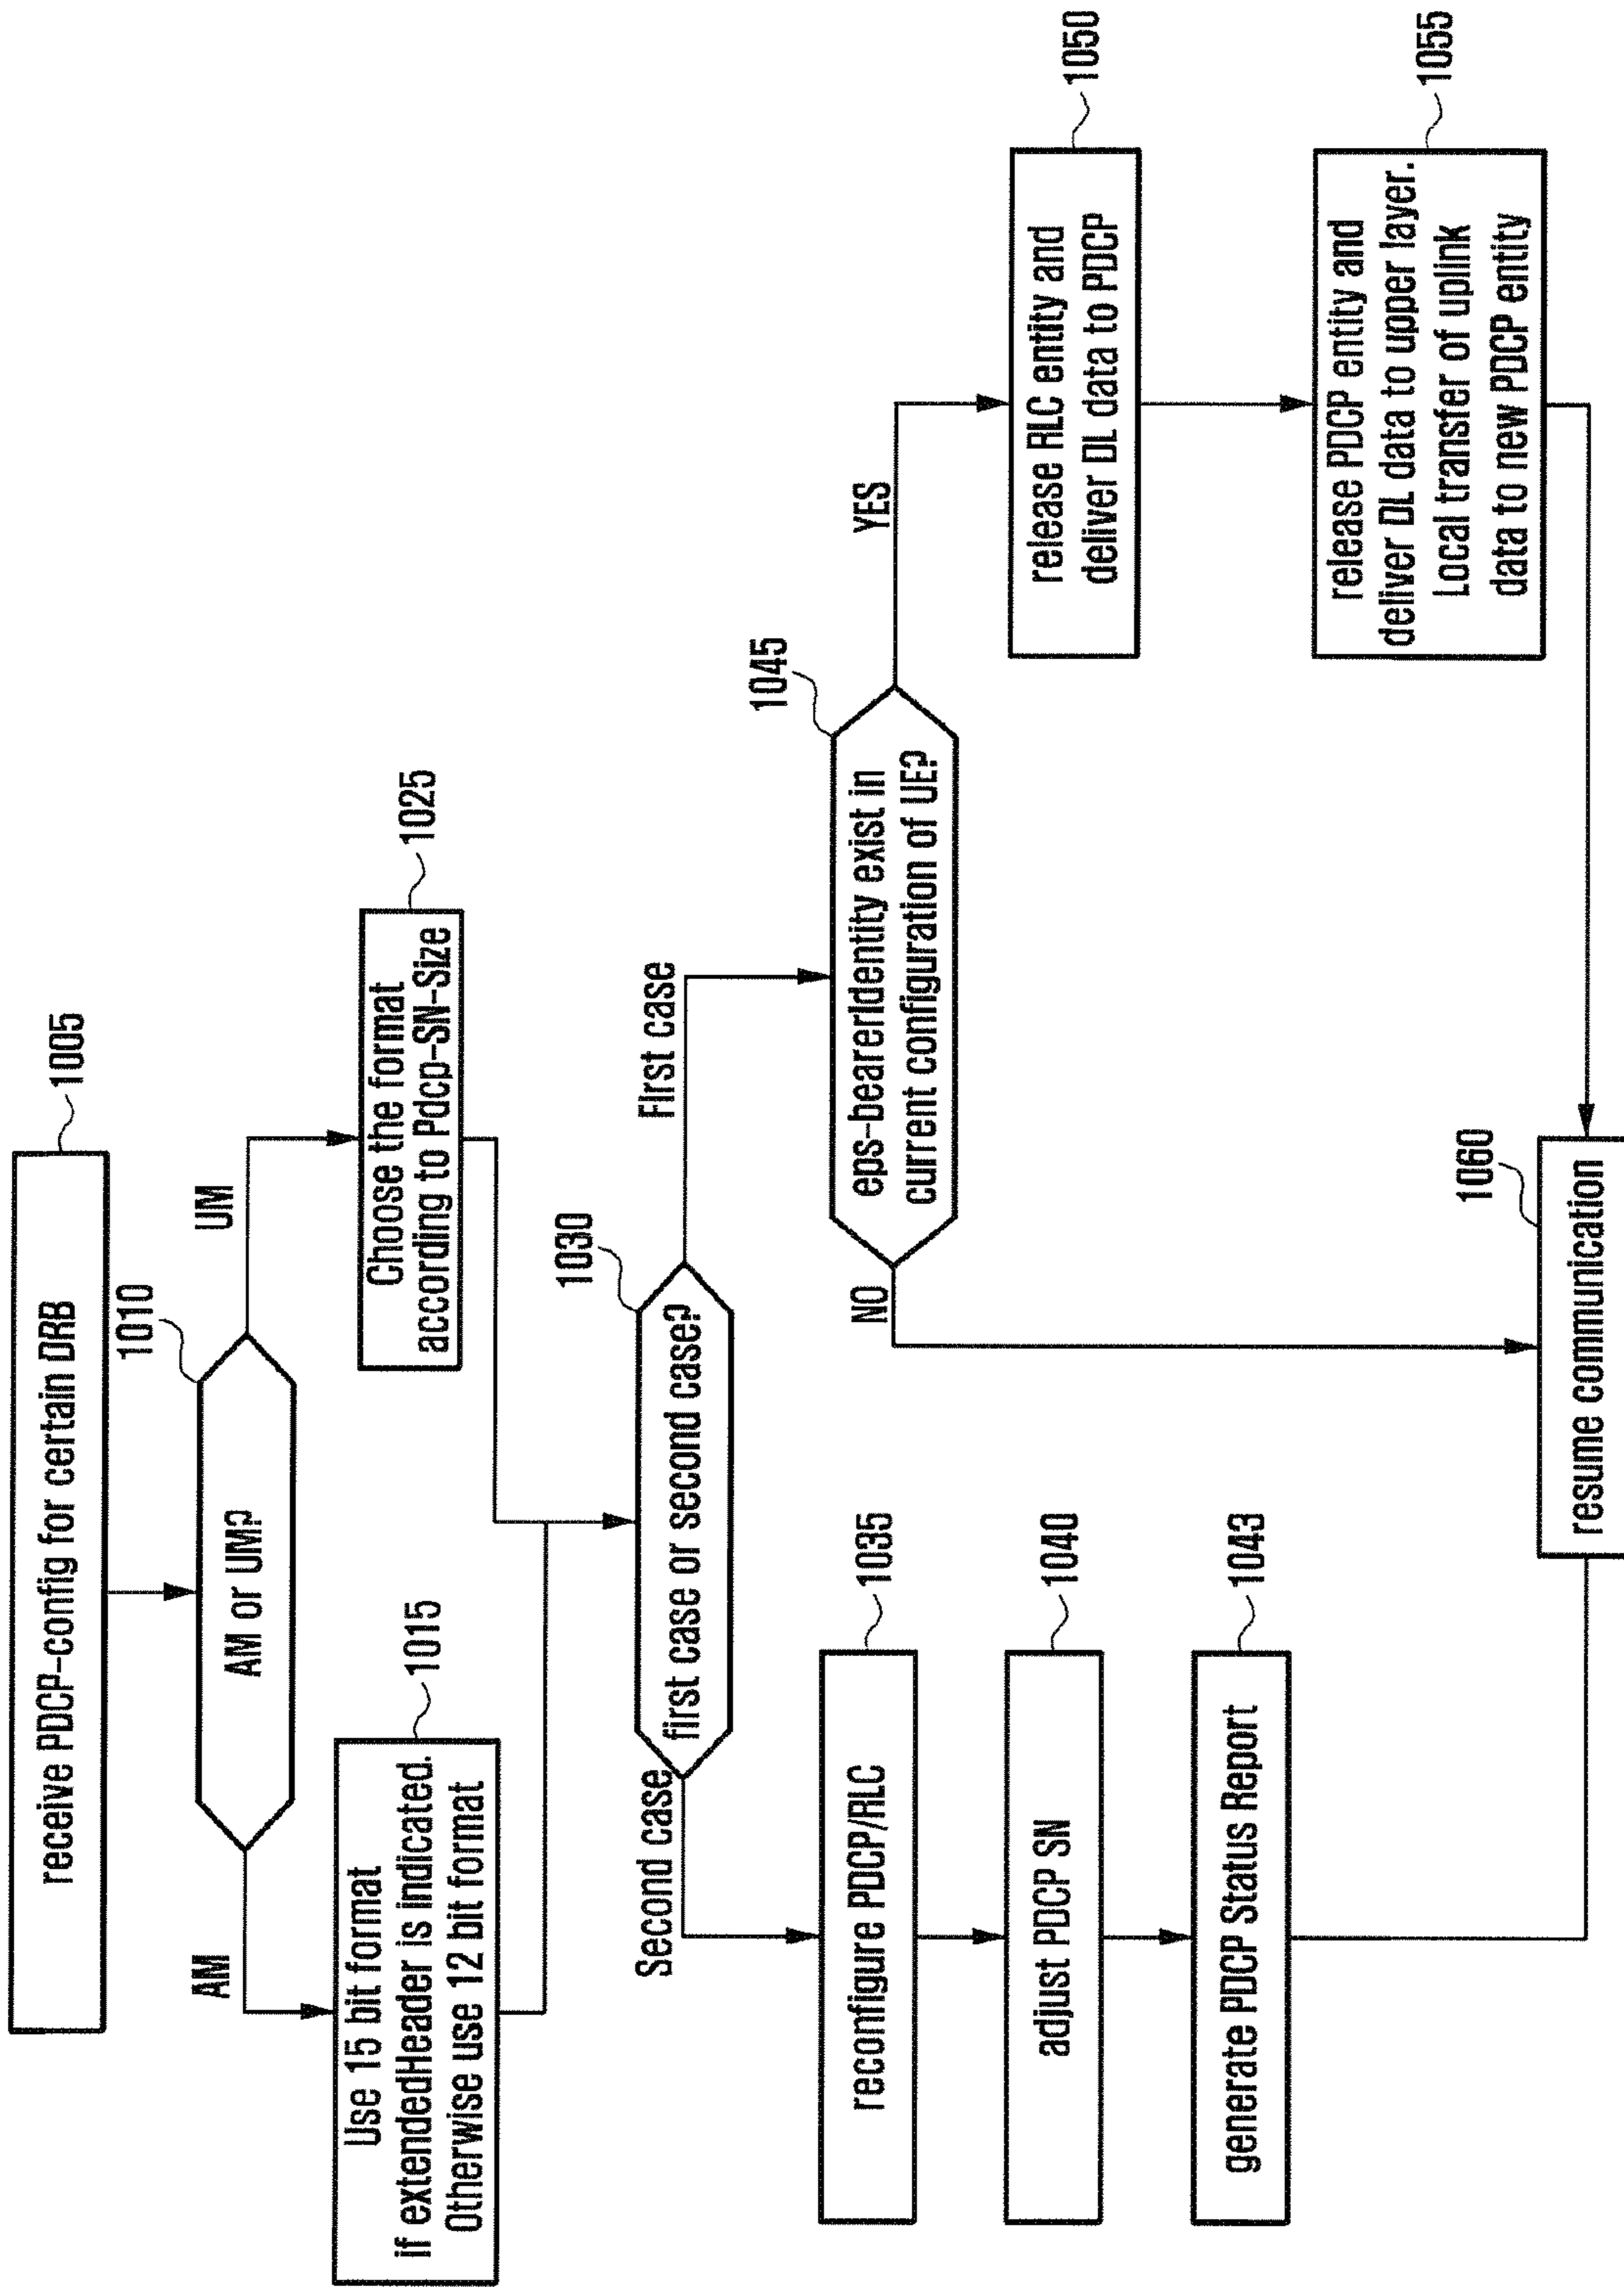 receive PDCP-config for certain DRB
1005
AM or UM?
1010
AM
UM
Use 15 bit format
if extendedHeader is indicated.
Otherwise use 12 bit format
1015
Choose the format
according to Pdcp-SN-Size
1025
first case or second case?
1030
Second case
First case
reconfigure PDCP/RLC
1035
adjust PDCP SN
1040
generate PDCP Status Report
1043
eps-bearerIdentity exist in
current configuration of UE?
1045
NO
YES
release RLC entity and
deliver DL data to PDCP
1050
release PDCP entity and
deliver DL data to upper layer.
Local transfer of uplink
data to new PDCP entity
1055
resume communication
1060